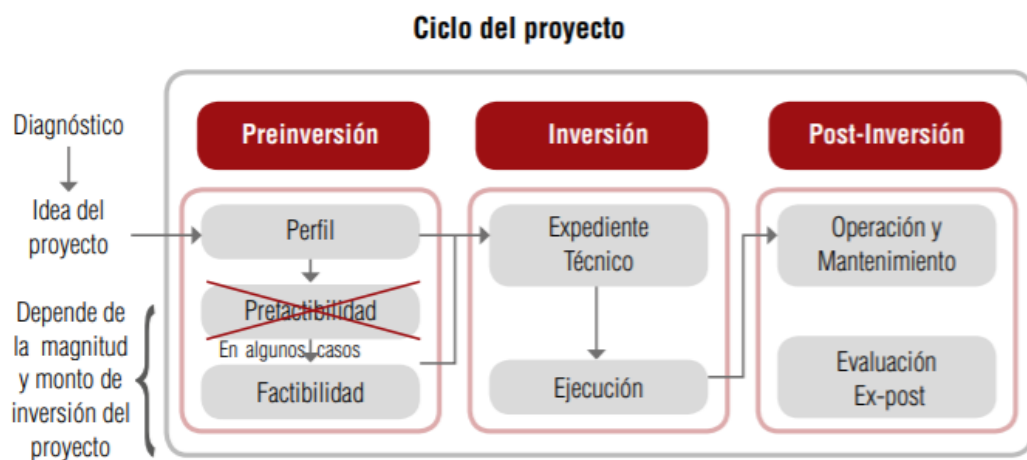 Ciclo del proyecto
Diagnóstico
Idea del
proyecto
Depende de
la magnitud
y monto de
inversión del
proyecto
Preinversión
Perfil
Prefactibilidad
En algunos casos
Factibilidad
Inversión
Expediente
Técnico
Ejecución
Post-Inversión
Operación y
Mantenimiento
Evaluación
Ex-post